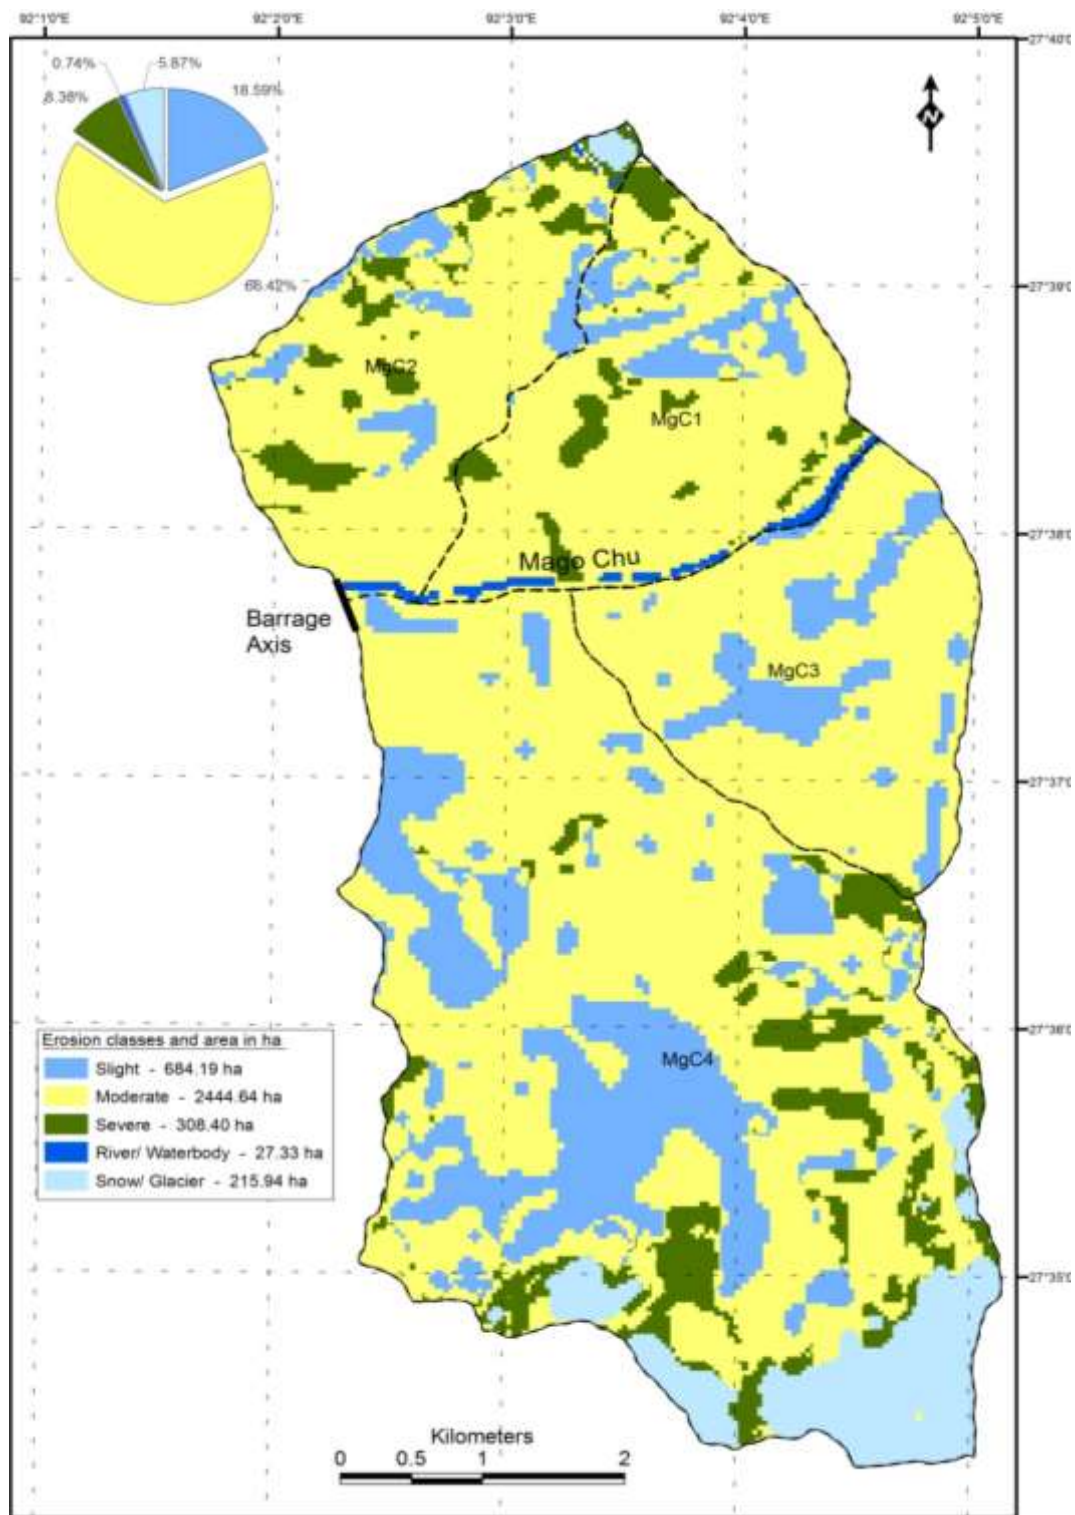 92°1'0"E 92°2'0"E 92°3'0"E 92°4'0"E 92°5'0"E
27°40'0
0.74% 5.87%
8.38% 18.59%
N
66.42%
27°39'0
MgC2
MgC1
27°38'0
Mago Chu
Barrage
Axis
MgC3
27°37'0
27°36'0
Erosion classes and area in ha
Slight - 684.19 ha
Moderate - 2444.64 ha
Severe - 308.40 ha
River/ Waterbody - 27.33 ha
Snow/ Glacier - 215.94 ha
MgC4
27°35'0
Kilometers
0 0.5 1 2